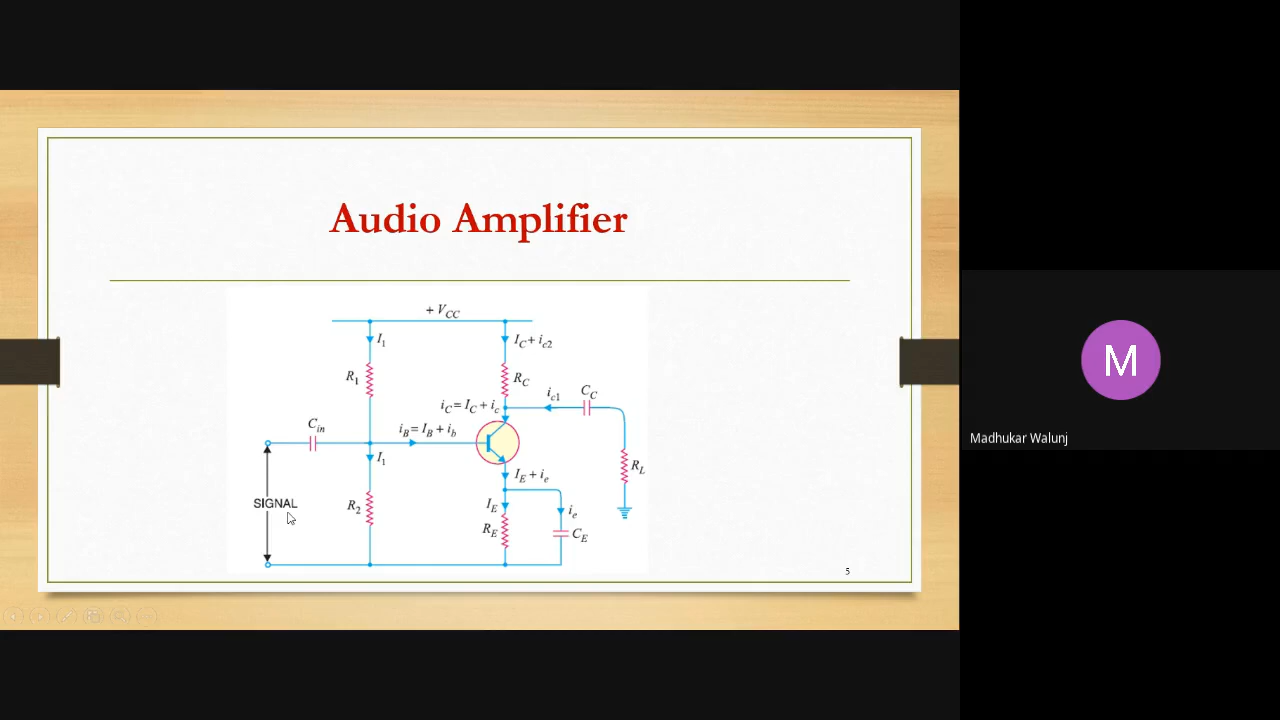 Audio Amplifier
+ V_CC
I_1
I_C + i_c2
R_1
R_C
i_c1
C_C
i_C = I_C + i_c
C_in
i_B = I_B + i_b
I_1
R_L
I_E + i_e
SIGNAL
R_2
I_E
i_e
R_E
C_E
5
M
Madhukar Walunj